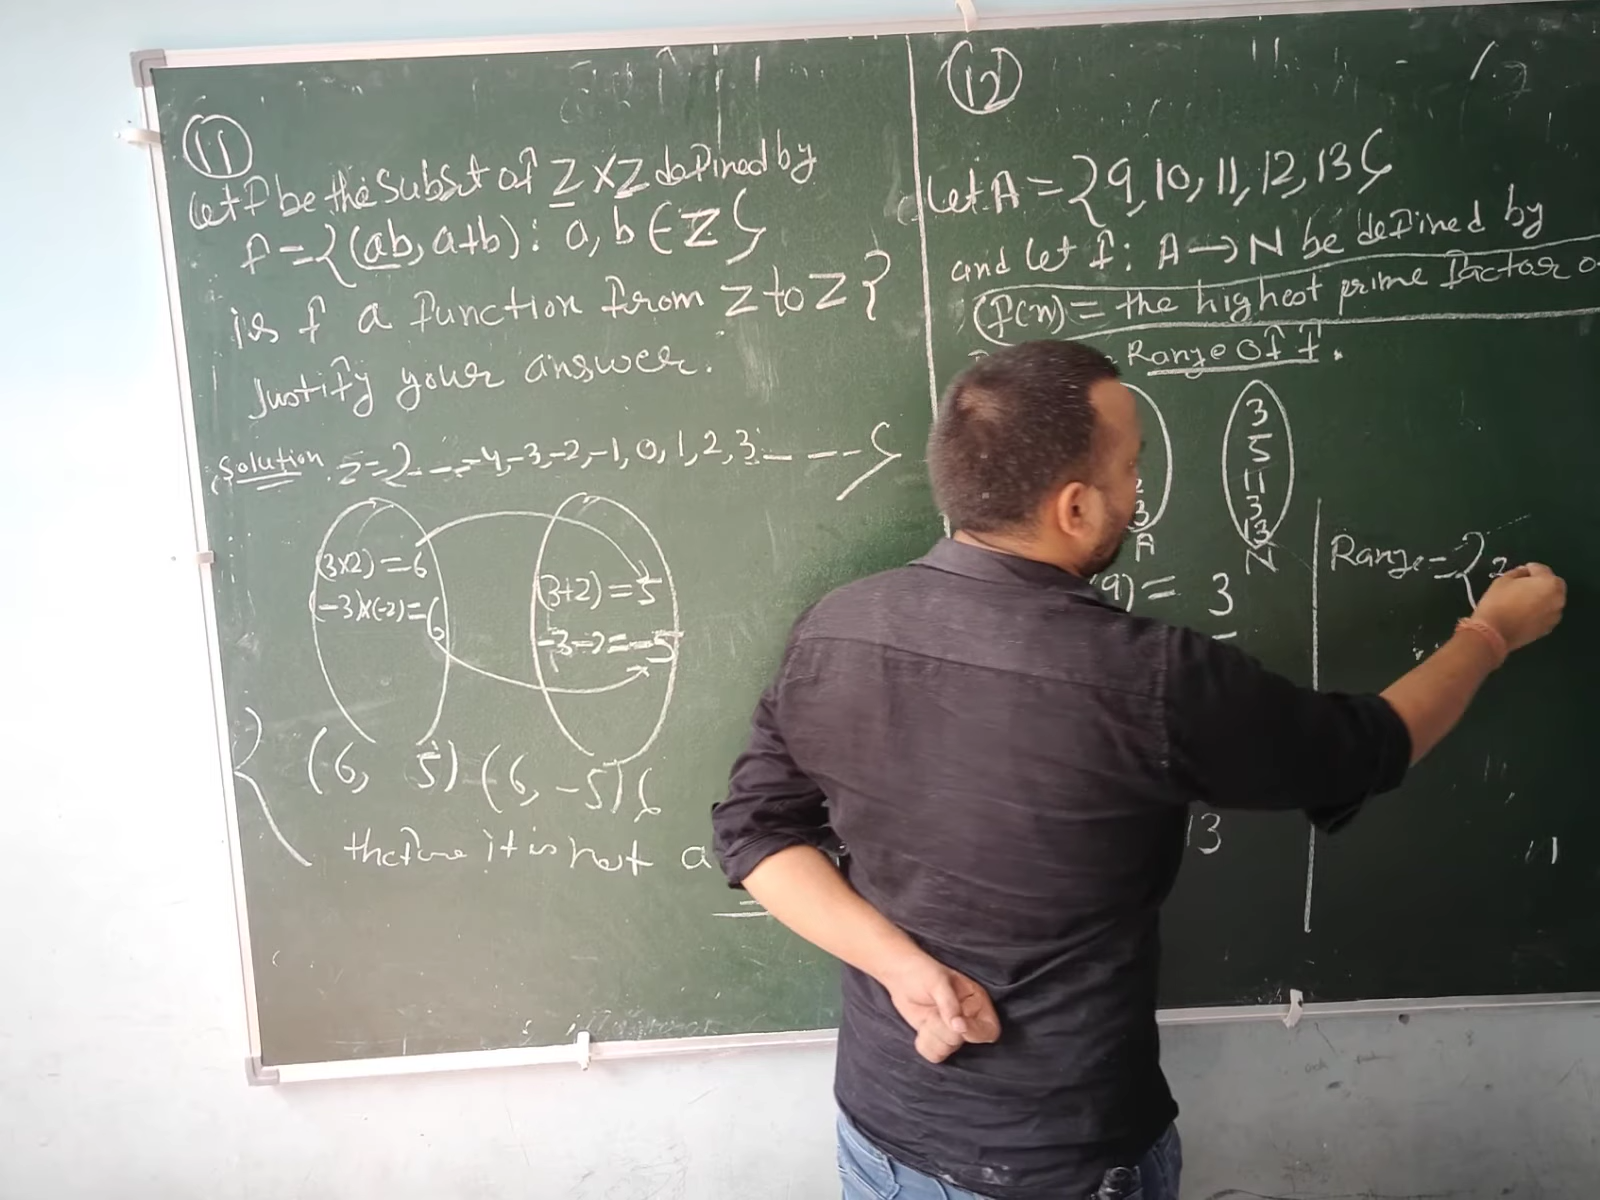 11
Let f be the Subset of Z×Z defined by
f = {(ab, a+b) : a, b ∈ Z}
is f a function from Z to Z?
Justify your answer.
Solution. Z = { - - - -4, -3, -2, -1, 0, 1, 2, 3 - - - - }
(3×2) = 6
(-3)×(-2) = 6
(3+2) = 5
-3-2 = -5
{ (6, 5) (6, -5) }
it is not a
12
Let A = {9, 10, 11, 12, 13}
and let f : A → N be defined by
f(n) = the highest prime factor
Range of f.
3
A
3
5
11
3
13
N
(9) = 3
13
Range = {